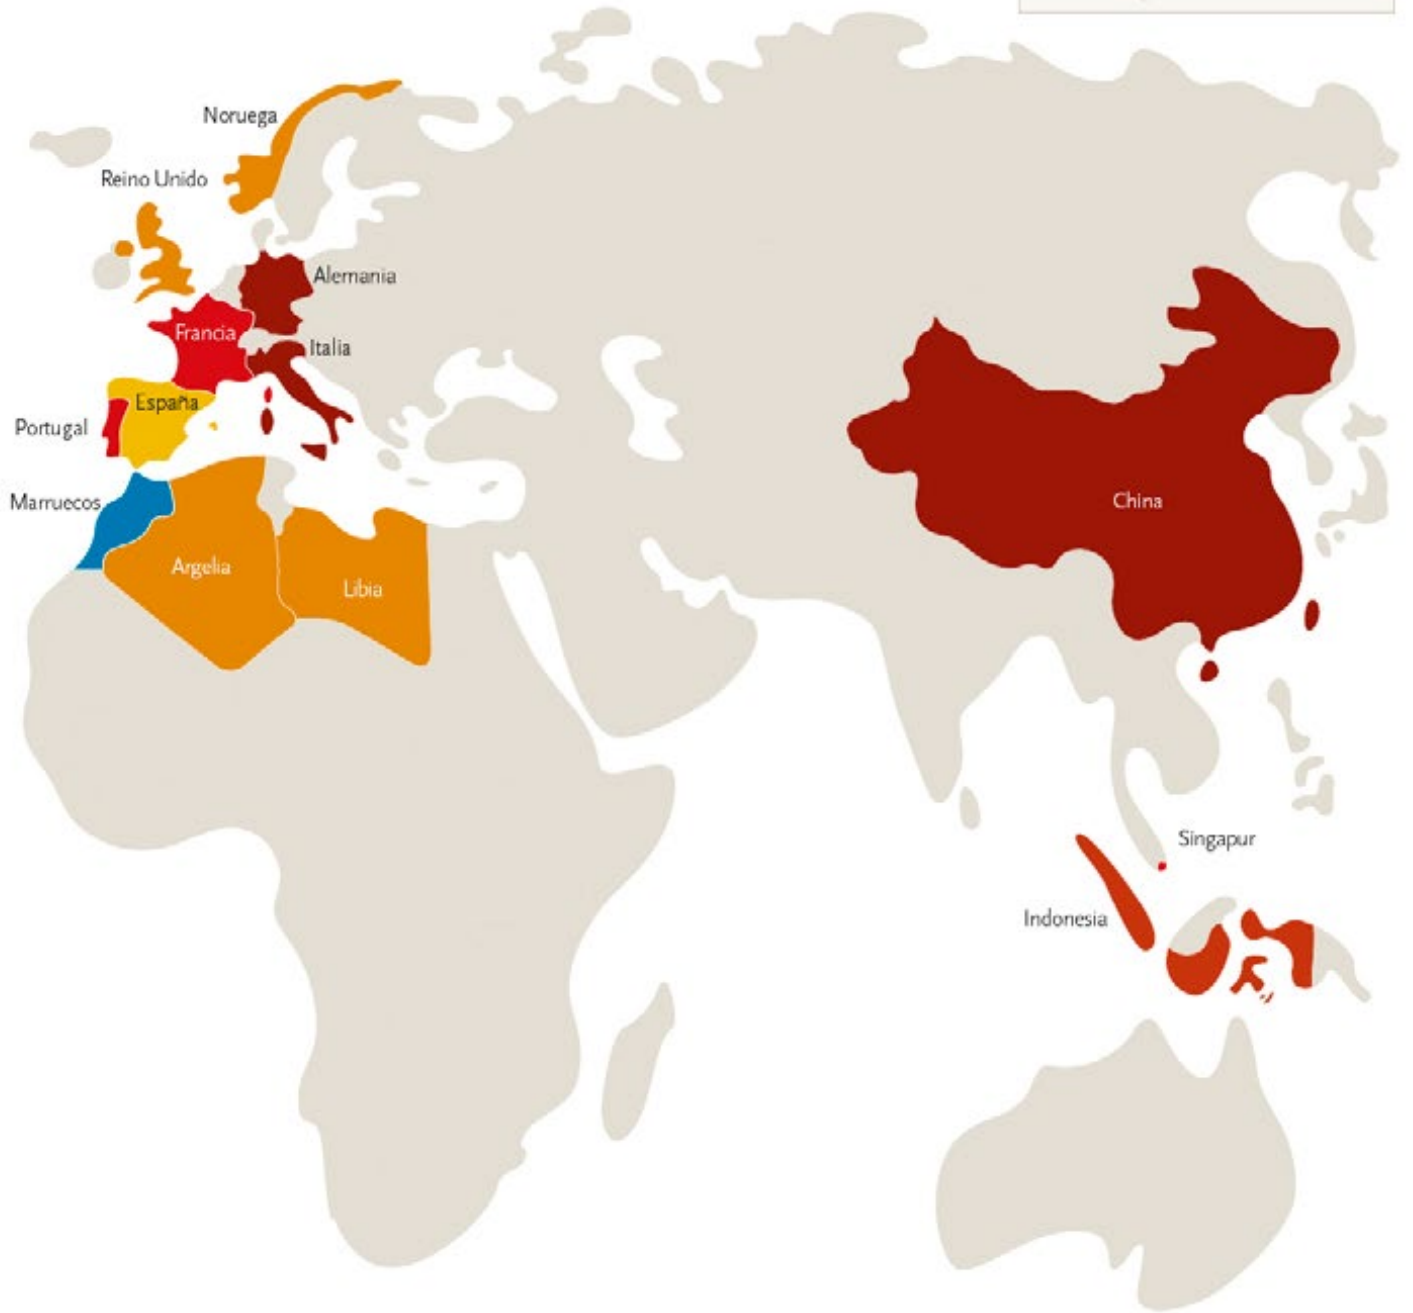 Noruega
Reino Unido
Alemania
Francia
Italia
España
Portugal
Marruecos
China
Argelia
Libia
Singapur
Indonesia